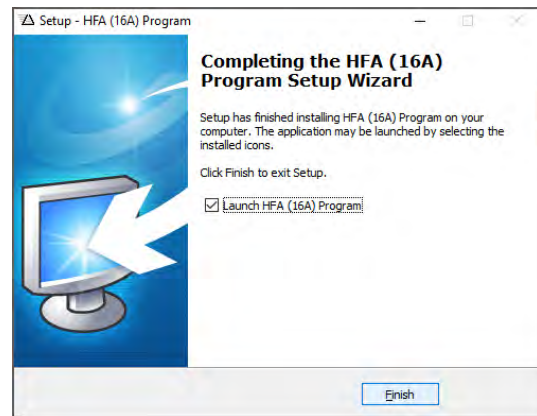 Setup - HFA (16A) Program
Completing the HFA (16A)
Program Setup Wizard
Setup has finished installing HFA (16A) Program on your
computer. The application may be launched by selecting the
installed icons.
Click Finish to exit Setup.
Launch HFA (16A) Program
Finish